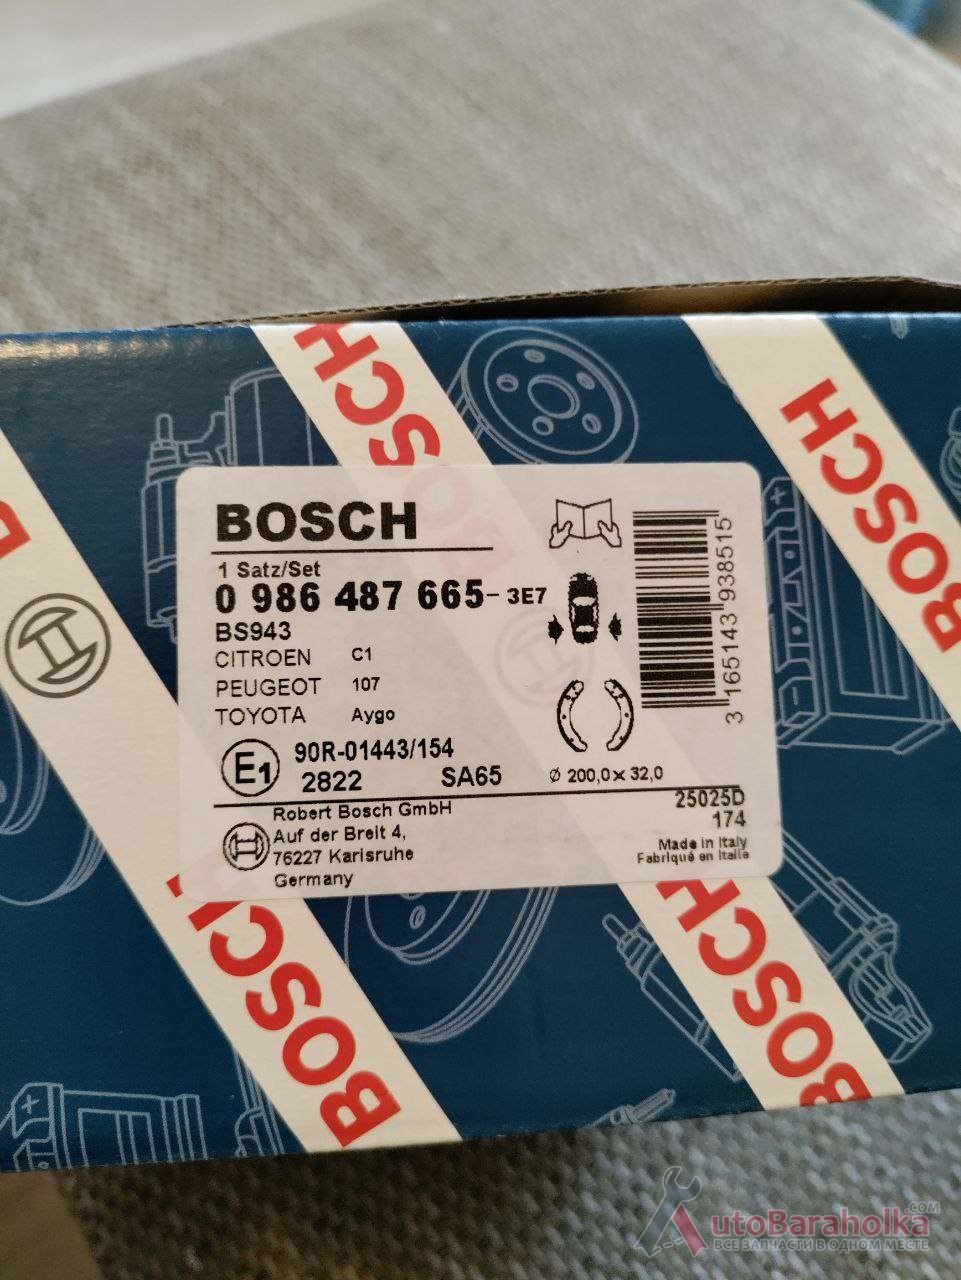 BOSCH
BOSCH
BOSCH
1 Satz/Set
0 986 487 665 - 3E7
BS943
CITROEN C1
PEUGEOT 107
TOYOTA Aygo
E1 90R-01443/154
2822 SA65
Ø 200,0 x 32,0
3 165143 938515
25025D
174
Robert Bosch GmbH
Auf der Breit 4,
76227 Karlsruhe
Germany
Made in Italy
Fabriqué en Italie
BOSCH
BOSCH
AutoBaraholka.COM
ВСЕ ЗАПЧАСТИ В ОДНОМ МЕСТЕ